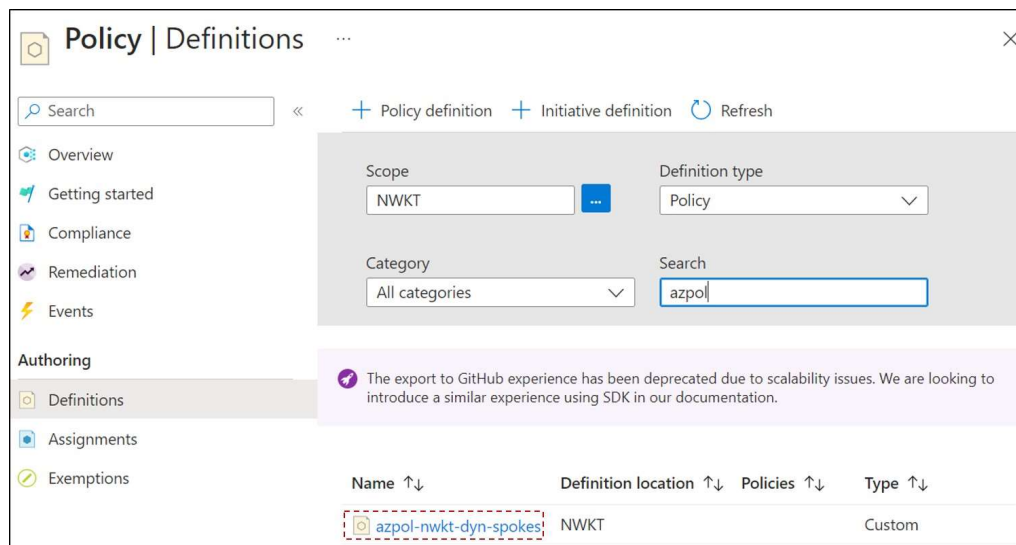 Policy | Definitions ...
Search «
Overview
Getting started
Compliance
Remediation
Events
Authoring
Definitions
Assignments
Exemptions
+ Policy definition + Initiative definition Refresh
Scope Definition type
NWKT ... Policy
Category Search
All categories azpol
The export to GitHub experience has been deprecated due to scalability issues. We are looking to
introduce a similar experience using SDK in our documentation.
Name ↑↓ Definition location ↑↓ Policies ↑↓ Type ↑↓
azpol-nwkt-dyn-spokes NWKT Custom